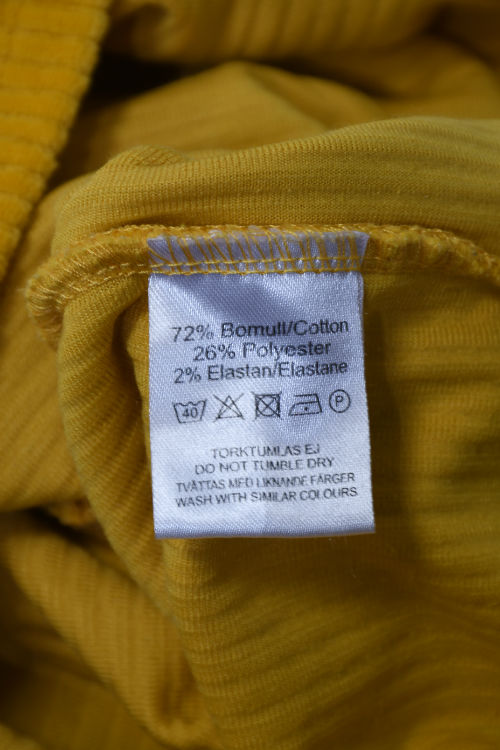 72% Bomull/Cotton
26% Polyester
2% Elastan/Elastane
40 P
TORKTUMLAS EJ
DO NOT TUMBLE DRY
TVÄTTAS MED LIKNANDE FÄRGER
WASH WITH SIMILAR COLOURS